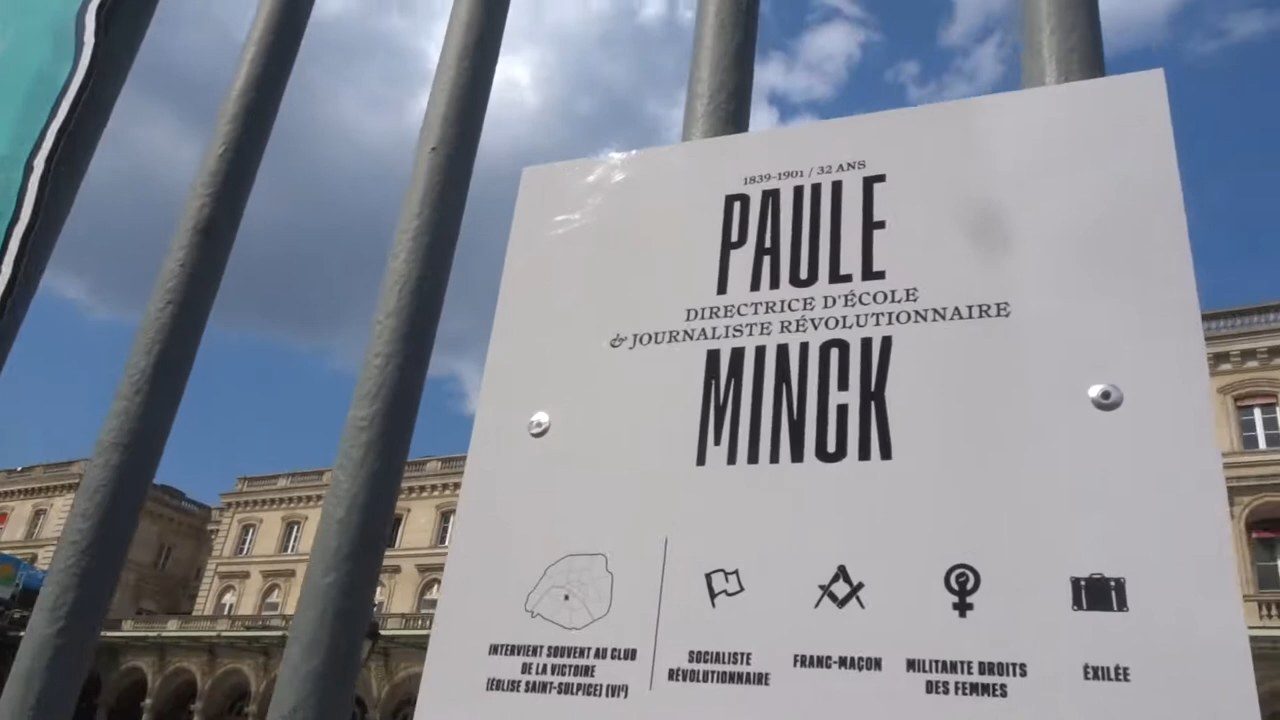 1839-1901 / 32 ANS
PAULE
DIRECTRICE D'ÉCOLE
& JOURNALISTE RÉVOLUTIONNAIRE
MINCK
INTERVIENT SOUVENT AU CLUB
DE LA VICTOIRE
(ÉGLISE SAINT-SULPICE) (VIᵉ)
SOCIALISTE
RÉVOLUTIONNAIRE
FRANC-MAÇON
MILITANTE DROITS
DES FEMMES
ÉXILÉE